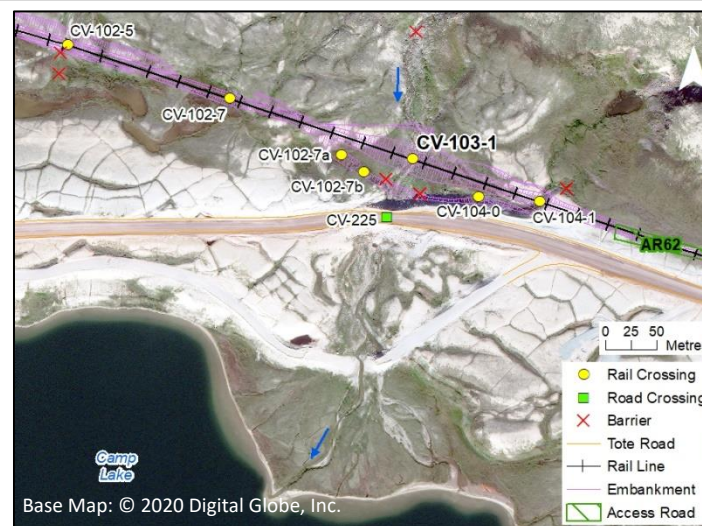 CV-102-5
N
CV-102-7
CV-103-1
CV-102-7a
CV-102-7b
CV-104-0
CV-104-1
CV-225
AR62
0 25 50
Metre
Rail Crossing
Road Crossing
Barrier
Tote Road
Rail Line
Embankment
Access Road
Camp
Lake
Base Map: © 2020 Digital Globe, Inc.